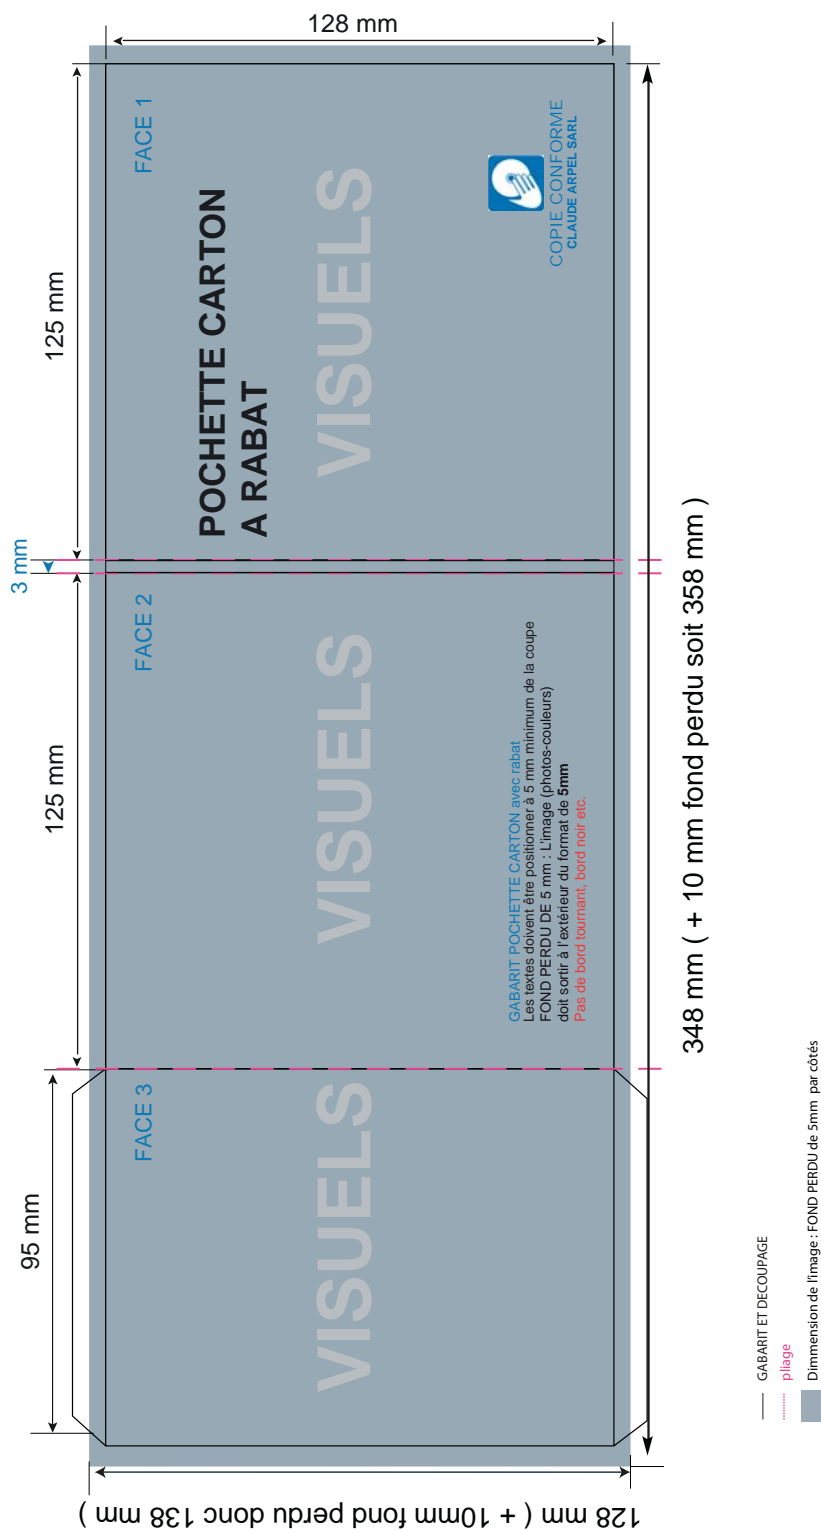 128 mm
FACE 1
POCHETTE CARTON
A RABAT
VISUELS
COPIE CONFORME
CLAUDE ARPEL SARL
125 mm
3 mm
FACE 2
VISUELS
125 mm
GABARIT POCHETTE CARTON avec rabat
Les textes doivent être positionner à 5 mm minimum de la coupe
FOND PERDU DE 5 mm : L'image (photos-couleurs)
doit sortir à l'extérieur du format de 5mm
Pas de bord tournant, bord noir etc.
FACE 3
VISUELS
95 mm
348 mm ( + 10 mm fond perdu soit 358 mm )
128 mm ( + 10mm fond perdu donc 138 mm )
GABARIT ET DECOUPAGE
pliage
Dimmension de l'image : FOND PERDU de 5mm par côtés